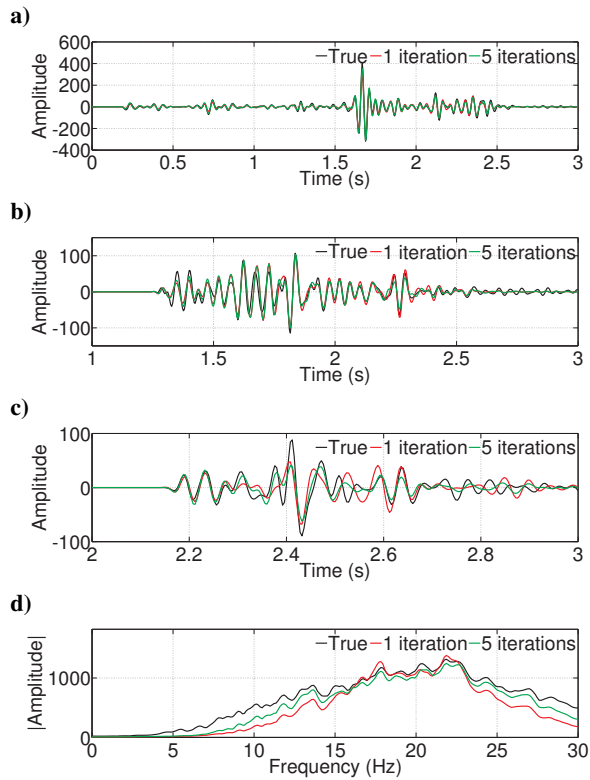 a)
600
True 1 iteration 5 iterations
400
200
0
-200
-400
Amplitude
0 0.5 1 1.5 2 2.5 3
Time (s)
b)
100
True 1 iteration 5 iterations
0
-100
Amplitude
1 1.5 2 2.5 3
Time (s)
c)
100
True 1 iteration 5 iterations
0
-100
Amplitude
2 2.2 2.4 2.6 2.8 3
Time (s)
d)
True 1 iteration 5 iterations
1000
0
|Amplitude|
0 5 10 15 20 25 30
Frequency (Hz)